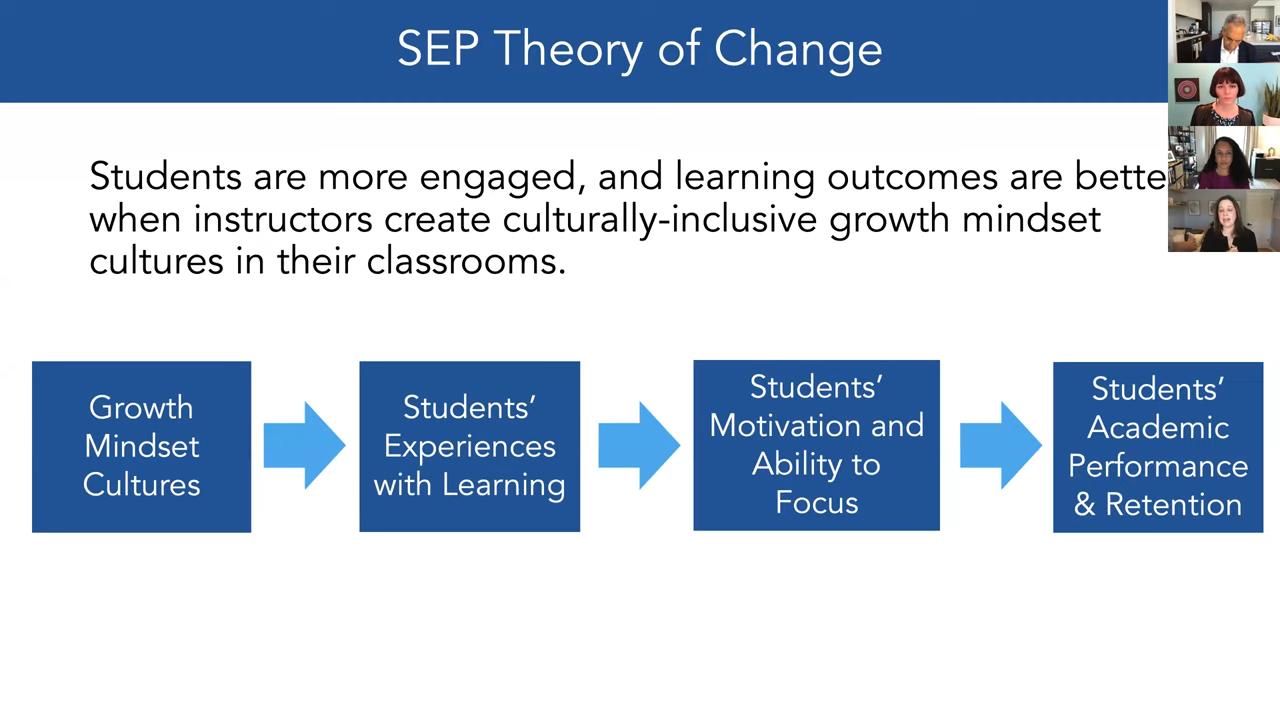 SEP Theory of Change
Students are more engaged, and learning outcomes are bette
when instructors create culturally-inclusive growth mindset
cultures in their classrooms.
Growth
Mindset
Cultures
Students’
Experiences
with Learning
Students’
Motivation and
Ability to
Focus
Students’
Academic
Performance
& Retention